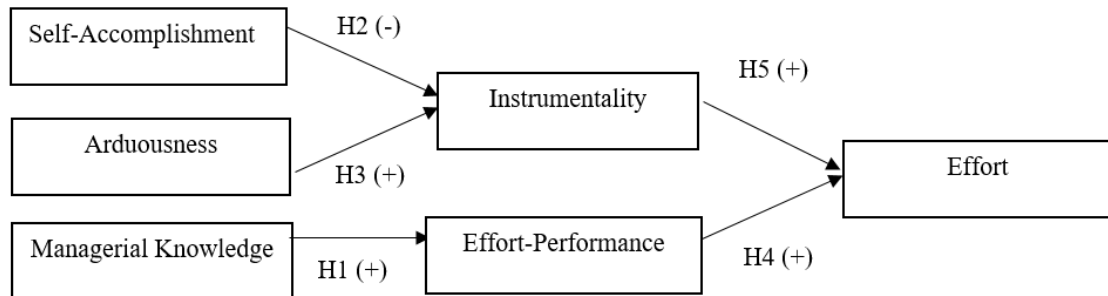 Self-Accomplishment
H2 (-)
Instrumentality
H5 (+)
Arduousness
H3 (+)
Effort
Managerial Knowledge
H1 (+)
Effort-Performance
H4 (+)